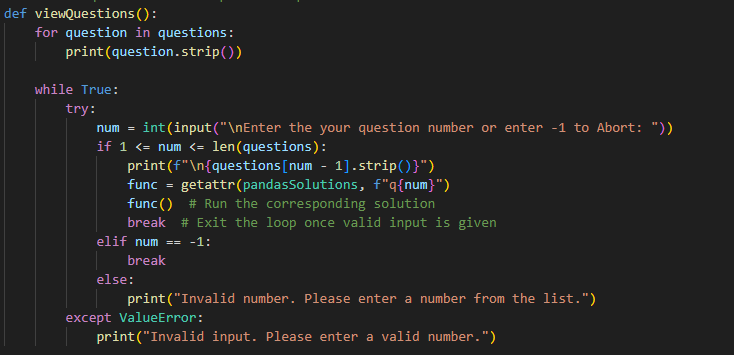 def viewQuestions():
    for question in questions:
        print(question.strip())

    while True:
        try:
            num = int(input("\nEnter the your question number or enter -1 to Abort: "))
            if 1 <= num <= len(questions):
                print(f"\n{questions[num - 1].strip()}")
                func = getattr(pandasSolutions, f"q{num}")
                func()  # Run the corresponding solution
                break  # Exit the loop once valid input is given
            elif num == -1:
                break
            else:
                print("Invalid number. Please enter a number from the list.")
        except ValueError:
            print("Invalid input. Please enter a valid number.")